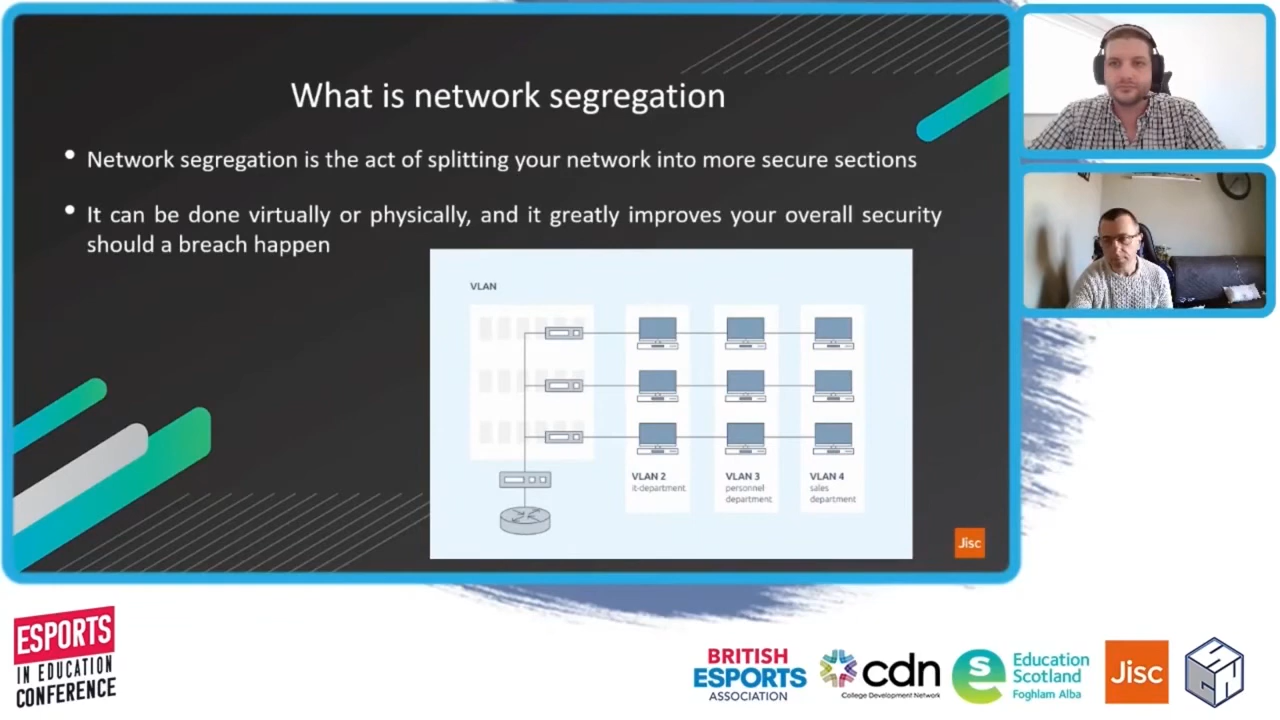 What is network segregation
• Network segregation is the act of splitting your network into more secure sections
• It can be done virtually or physically, and it greatly improves your overall security
should a breach happen
VLAN
VLAN 2
it-department
VLAN 3
personnel
department
VLAN 4
sales
department
Jisc
ESPORTS
IN EDUCATION
CONFERENCE
BRITISH
ESPORTS
ASSOCIATION
cdn
College Development Network
Education
Scotland
Foghlam Alba
Jisc